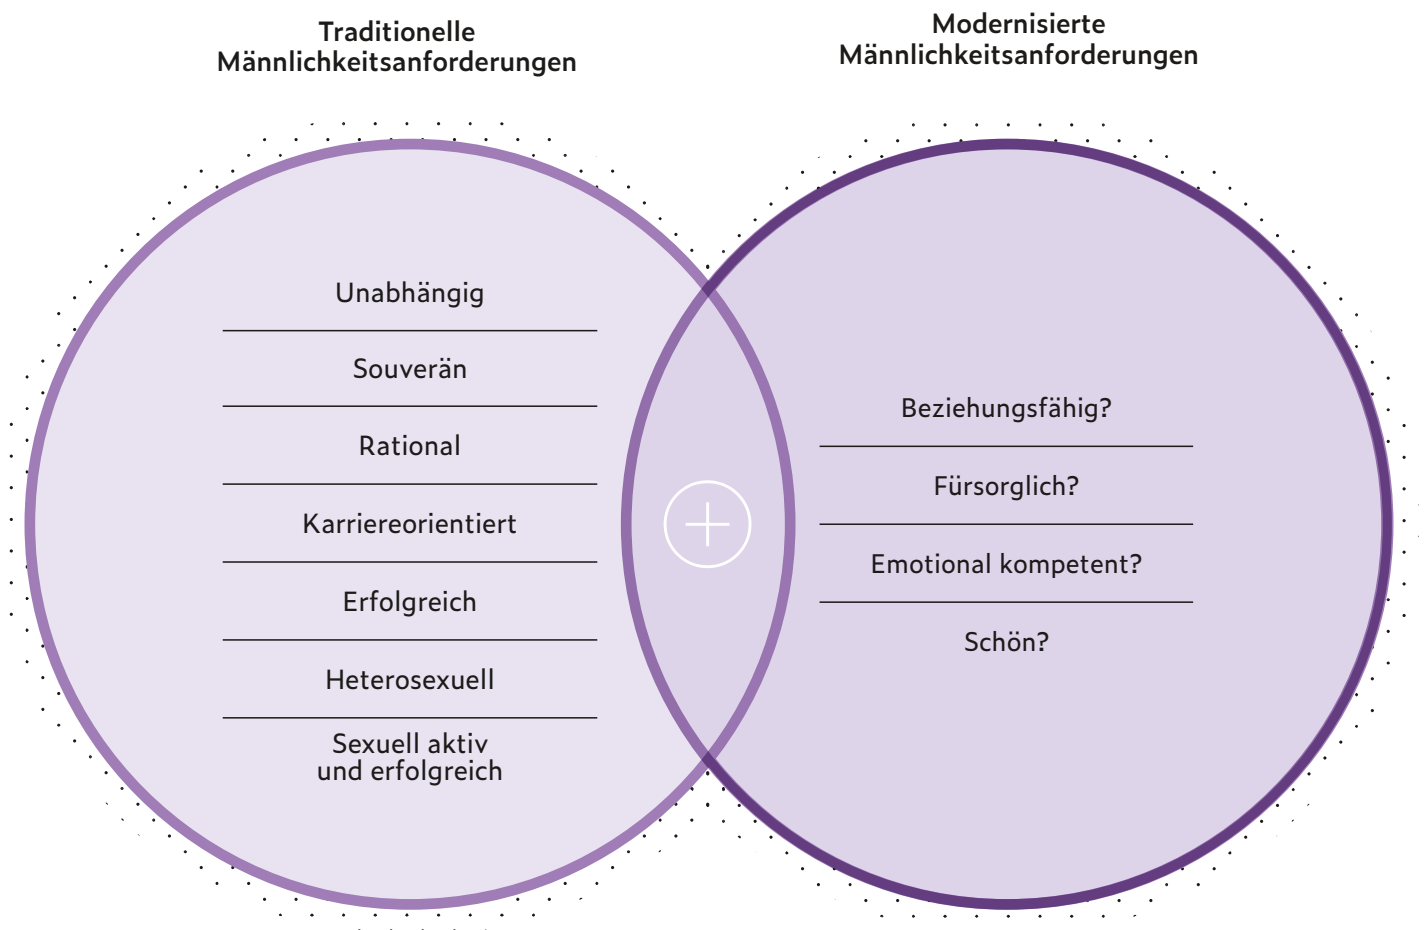 Traditionelle
Männlichkeitsanforderungen
Unabhängig
Souverän
Rational
Karriereorientiert
Erfolgreich
Heterosexuell
Sexuell aktiv
und erfolgreich
Modernisierte
Männlichkeitsanforderungen
Beziehungsfähig?
Fürsorglich?
Emotional kompetent?
Schön?